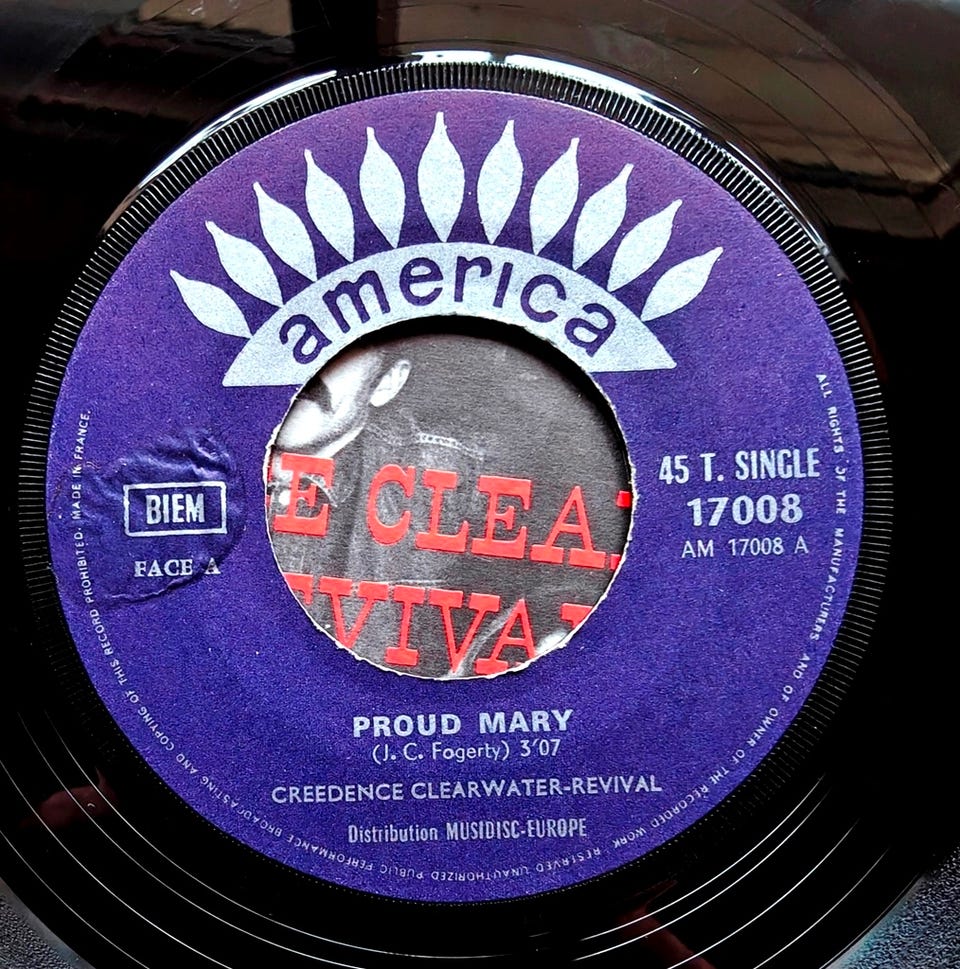 america
45 T. SINGLE
17008
AM 17008 A
BIEM
FACE A
E CLEA
VIVA
PROUD MARY
(J. C. Fogerty) 3'07
CREEDENCE CLEARWATER-REVIVAL
Distribution MUSIDISC-EUROPE
ALL RIGHTS OF THE MANUFACTURERS AND OF OWNER OF THE RECORDED WORK RESERVED UNAUTHORIZED PUBLIC PERFORMANCE BROADCASTING AND COPYING OF THIS RECORD PROHIBITED. MADE IN FRANCE.